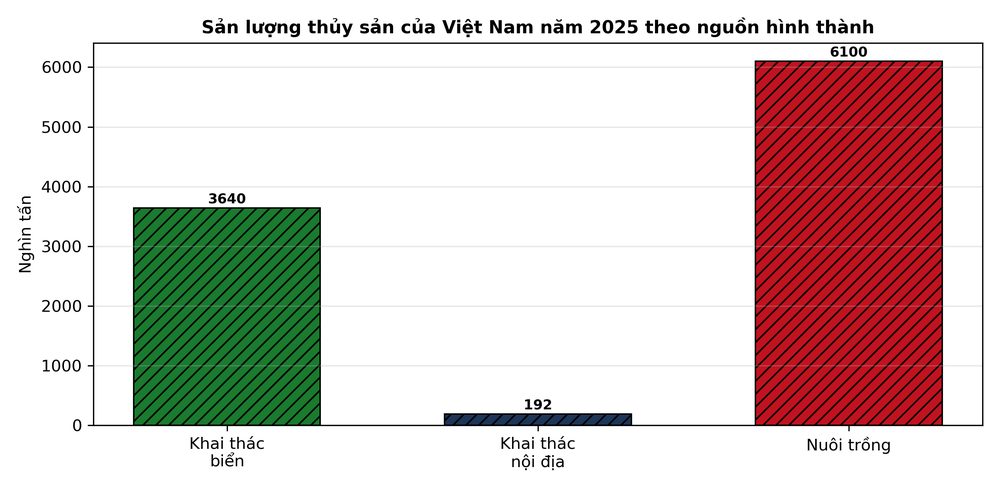 Sản lượng thủy sản của Việt Nam năm 2025 theo nguồn hình thành
Nghìn tấn
6000
5000
4000
3000
2000
1000
0
3640
192
6100
Khai thác
biển
Khai thác
nội địa
Nuôi trồng